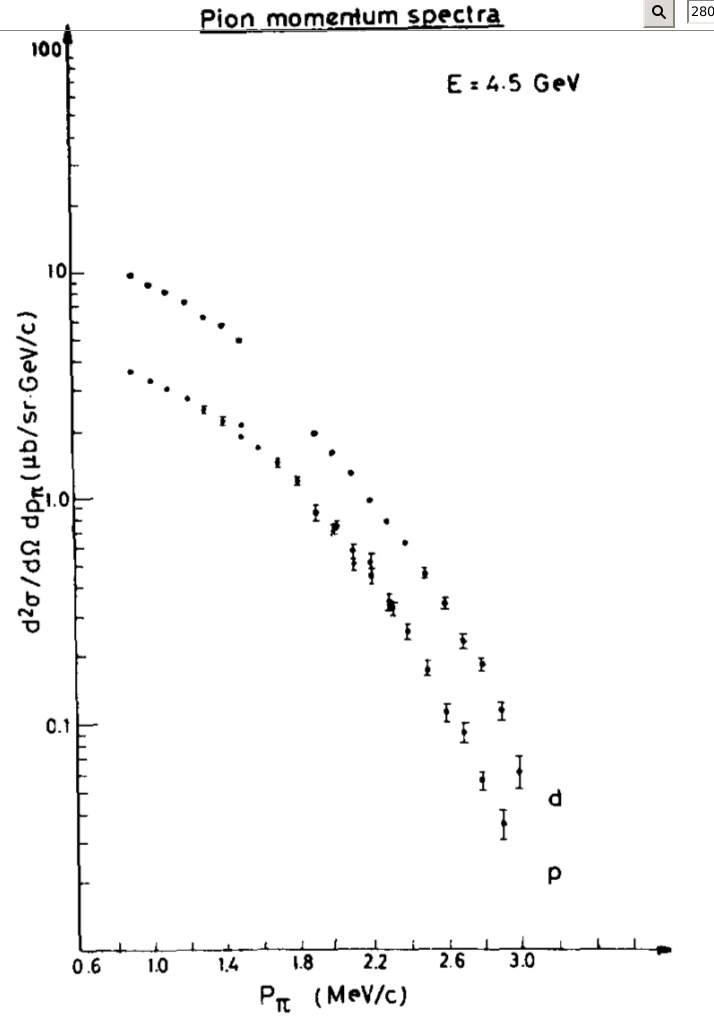 Pion momentum spectra
280
100
E = 4.5 GeV
10
1.0
0.1
d²σ/dΩ dpπ (μb/sr·GeV/c)
d
p
0.6 1.0 1.4 1.8 2.2 2.6 3.0
Pπ (MeV/c)